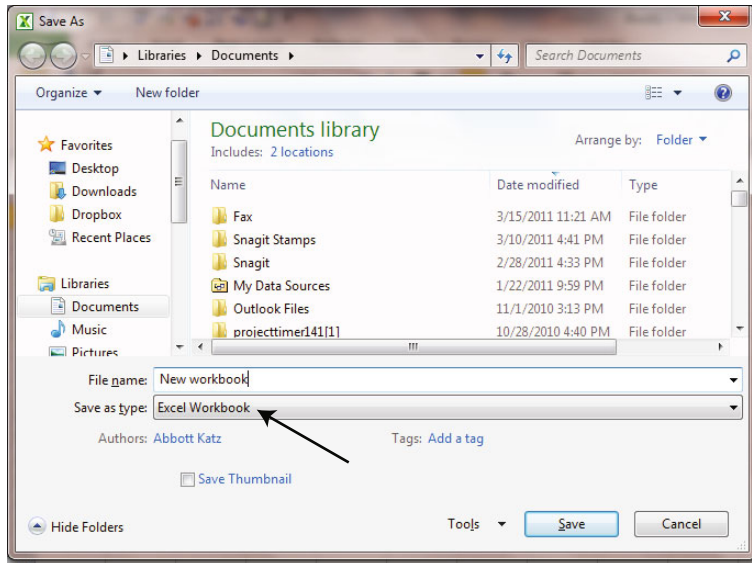 Save As
Libraries Documents
Search Documents
Organize New folder
Favorites
Desktop
Downloads
Dropbox
Recent Places
Libraries
Documents
Music
Pictures
Documents library
Includes: 2 locations
Arrange by: Folder
Name Date modified Type
Fax 3/15/2011 11:21 AM File folder
Snagit Stamps 3/10/2011 4:41 PM File folder
Snagit 2/28/2011 4:33 PM File folder
My Data Sources 1/22/2011 9:59 PM File folder
Outlook Files 11/1/2010 3:13 PM File folder
projecttimer141[1] 10/28/2010 4:40 PM File folder
File name: New workbook
Save as type: Excel Workbook
Authors: Abbott Katz Tags: Add a tag
Save Thumbnail
Hide Folders Tools Save Cancel